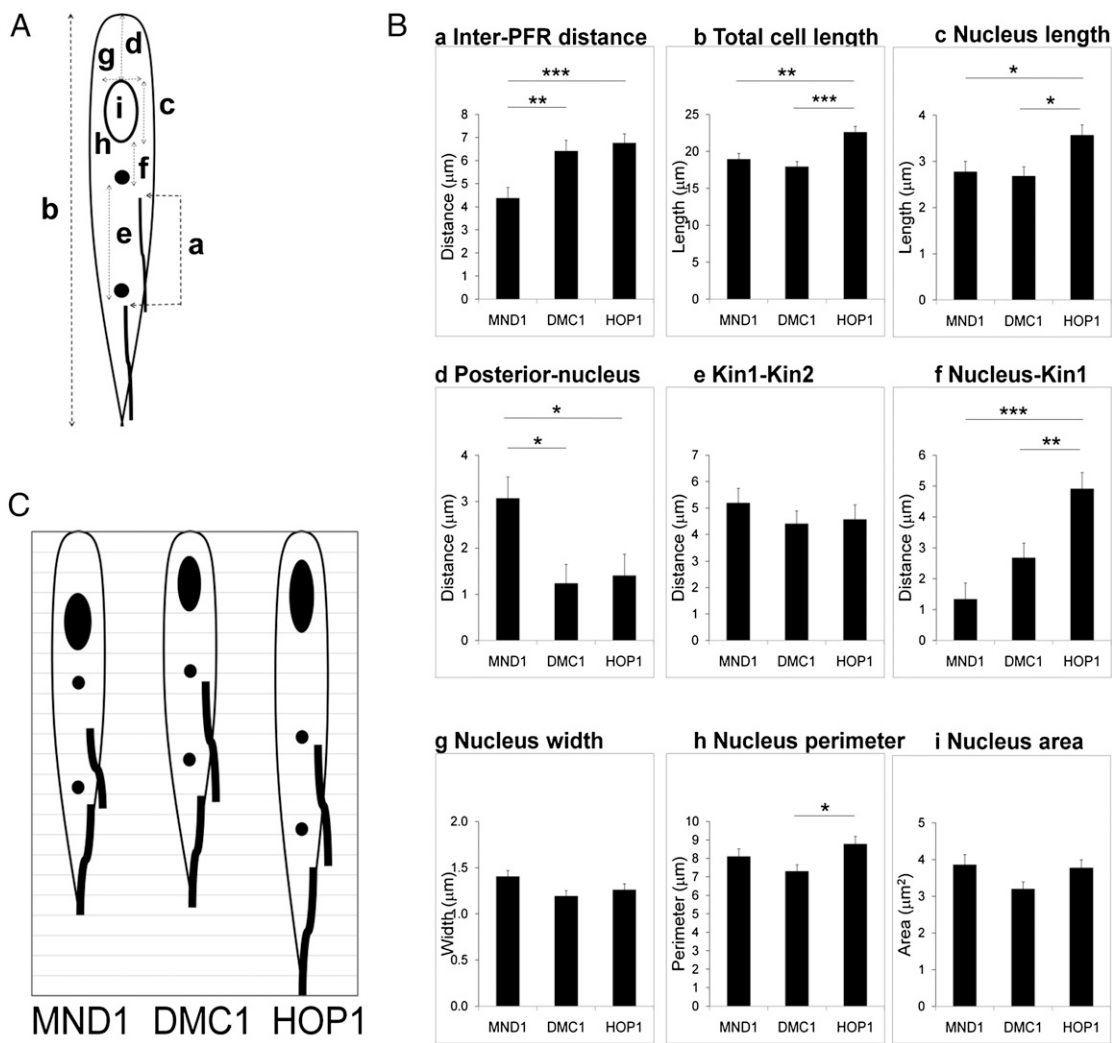 A
g
d
i
c
h
f
b
e
a
B
a Inter-PFR distance
***
**
Distance (μm)
8
7
6
5
4
3
2
1
0
MND1 DMC1 HOP1
b Total cell length
**
***
Length (μm)
25
20
15
10
5
0
MND1 DMC1 HOP1
c Nucleus length
*
*
Length (μm)
4
3
2
1
0
MND1 DMC1 HOP1
d Posterior-nucleus
*
*
Distance (μm)
4
3
2
1
0
MND1 DMC1 HOP1
e Kin1-Kin2
Distance (μm)
7
6
5
4
3
2
1
0
MND1 DMC1 HOP1
f Nucleus-Kin1
***
**
Distance (μm)
6
5
4
3
2
1
0
MND1 DMC1 HOP1
g Nucleus width
Width (μm)
2.0
1.5
1.0
0.5
0.0
MND1 DMC1 HOP1
h Nucleus perimeter
*
Perimeter (μm)
10
9
8
7
6
5
4
3
2
1
0
MND1 DMC1 HOP1
i Nucleus area
Area (μm²)
5
4
3
2
1
0
MND1 DMC1 HOP1
C
MND1 DMC1 HOP1